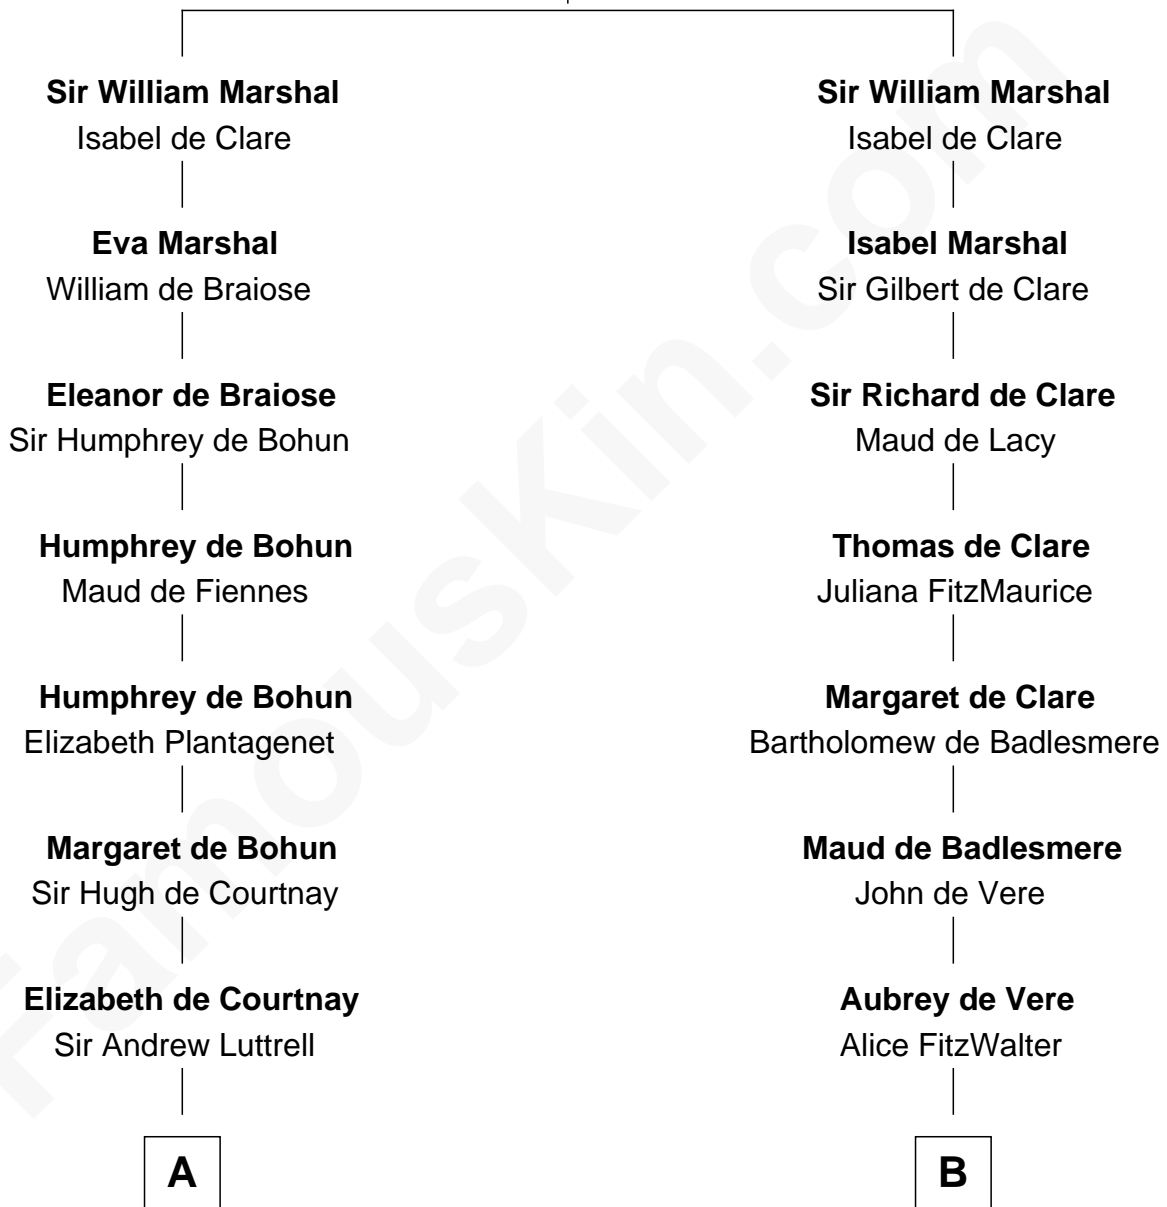 Sir William Marshal
Isabel de Clare
Eva Marshal
William de Braiose
Eleanor de Braiose
Sir Humphrey de Bohun
Humphrey de Bohun
Maud de Fiennes
Humphrey de Bohun
Elizabeth Plantagenet
Margaret de Bohun
Sir Hugh de Courtnay
Elizabeth de Courtnay
Sir Andrew Luttrell
A
Sir William Marshal
Isabel de Clare
Isabel Marshal
Sir Gilbert de Clare
Sir Richard de Clare
Maud de Lacy
Thomas de Clare
Juliana FitzMaurice
Margaret de Clare
Bartholomew de Badlesmere
Maud de Badlesmere
John de Vere
Aubrey de Vere
Alice FitzWalter
B
FamousKin.com